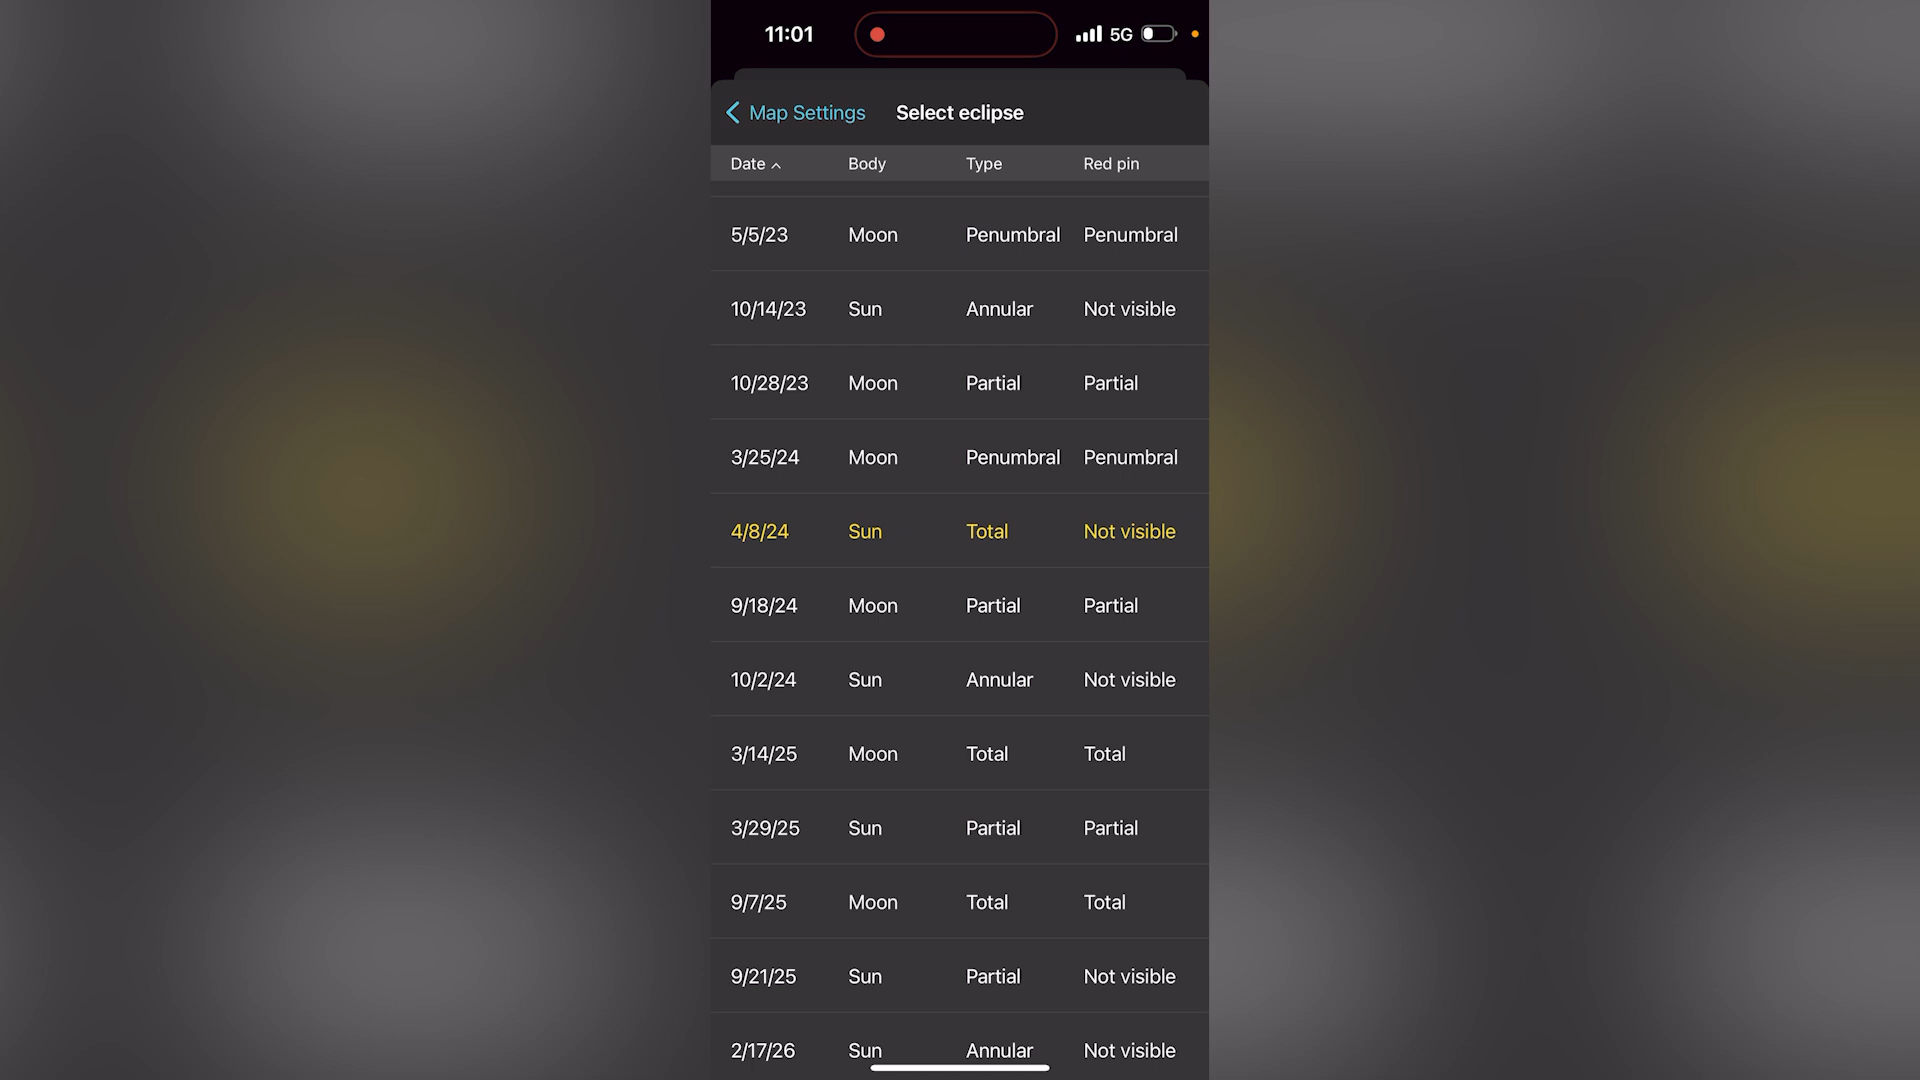 11:01 5G
Map Settings Select eclipse
Date Body Type Red pin
5/5/23 Moon Penumbral Penumbral
10/14/23 Sun Annular Not visible
10/28/23 Moon Partial Partial
3/25/24 Moon Penumbral Penumbral
4/8/24 Sun Total Not visible
9/18/24 Moon Partial Partial
10/2/24 Sun Annular Not visible
3/14/25 Moon Total Total
3/29/25 Sun Partial Partial
9/7/25 Moon Total Total
9/21/25 Sun Partial Not visible
2/17/26 Sun Annular Not visible